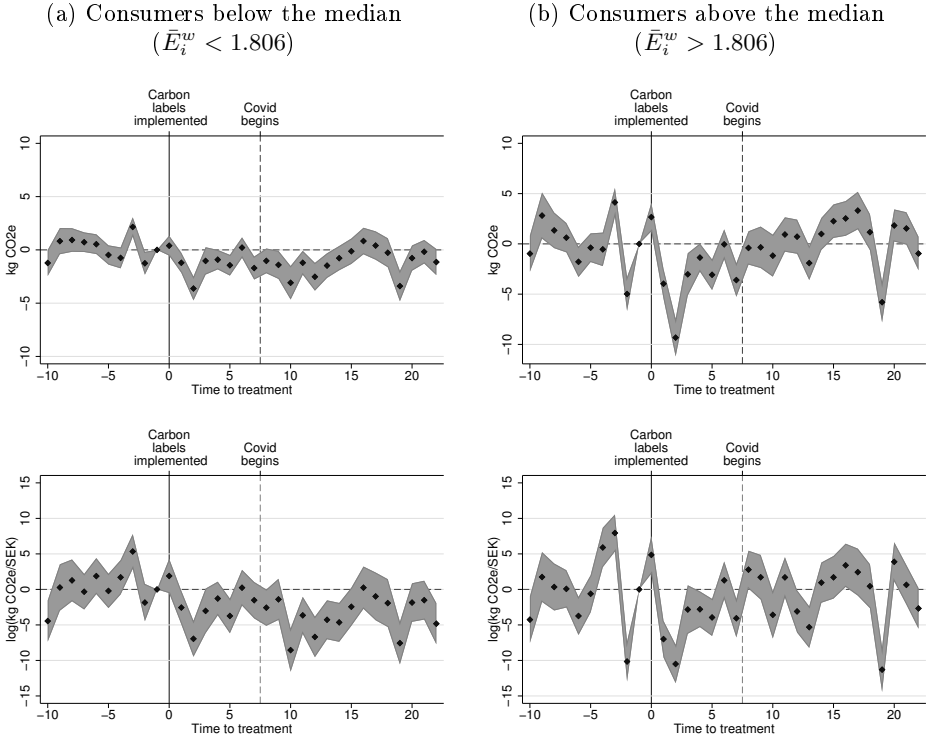 (a) Consumers below the median
(Ē_i^w < 1.806)
(b) Consumers above the median
(Ē_i^w > 1.806)
Carbon
labels
implemented
Covid
begins
kg CO2e
10
5
0
−5
−10
−10 −5 0 5 10 15 20
Time to treatment
Carbon
labels
implemented
Covid
begins
kg CO2e
10
5
0
−5
−10
−10 −5 0 5 10 15 20
Time to treatment
Carbon
labels
implemented
Covid
begins
log(kg CO2e/SEK)
15
10
5
0
−5
−10
−15
−10 −5 0 5 10 15 20
Time to treatment
Carbon
labels
implemented
Covid
begins
log(kg CO2e/SEK)
15
10
5
0
−5
−10
−15
−10 −5 0 5 10 15 20
Time to treatment